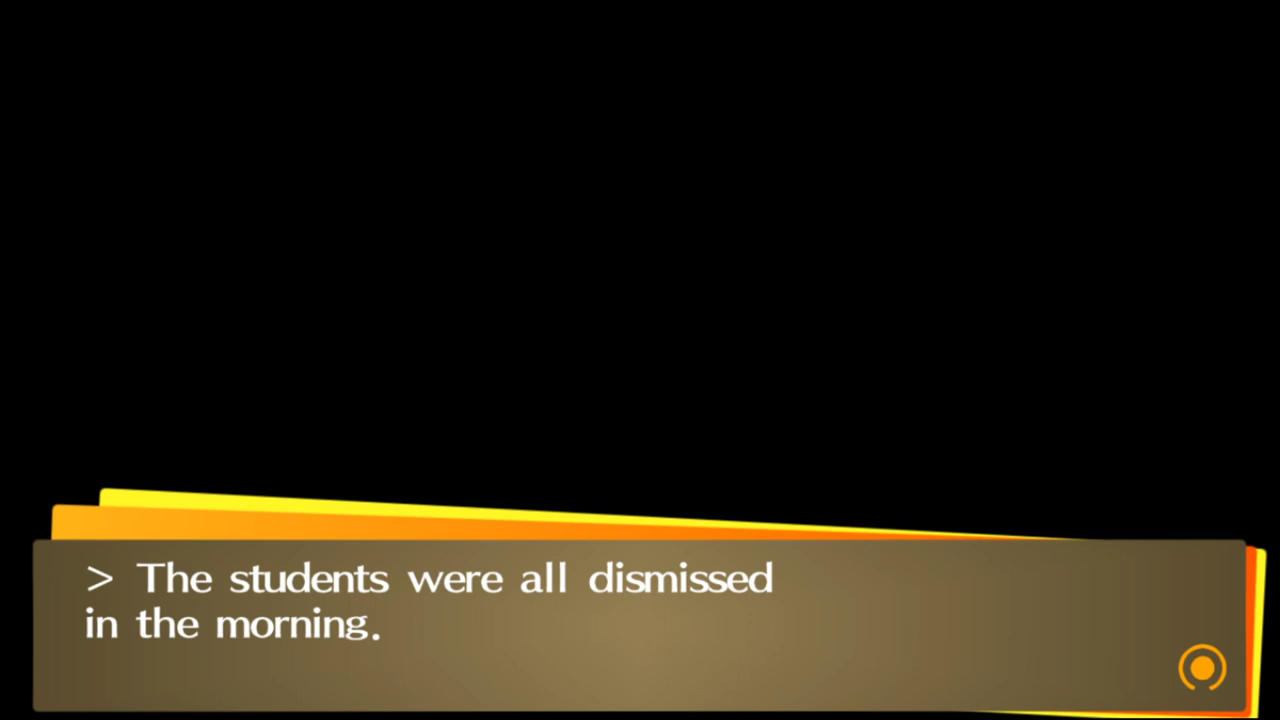 > The students were all dismissed
in the morning.